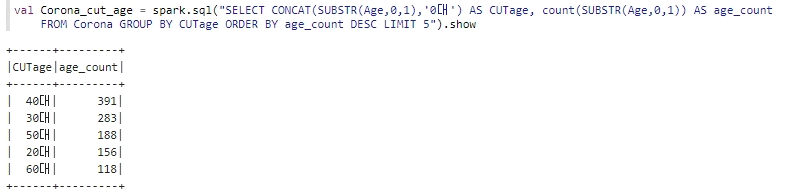 val Corona_cut_age = spark.sql("SELECT CONCAT(SUBSTR(Age,0,1),'0대') AS CUTage, count(SUBSTR(Age,0,1)) AS age_count
FROM Corona GROUP BY CUTage ORDER BY age_count DESC LIMIT 5").show
+------+---------+
|CUTage|age_count|
+------+---------+
| 40대| 391|
| 30대| 283|
| 50대| 188|
| 20대| 156|
| 60대| 118|
+------+---------+